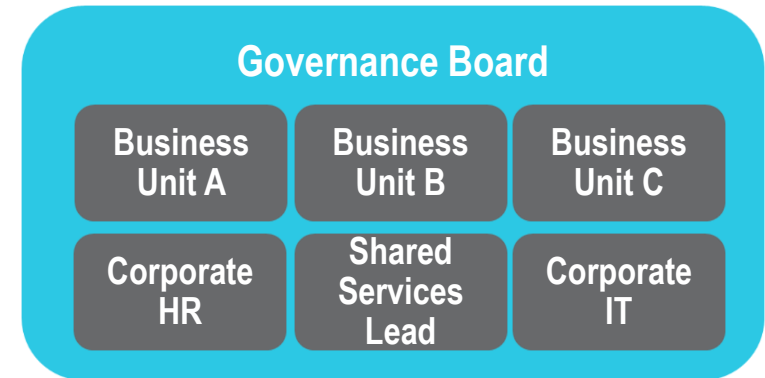 Governance Board
Business
Unit A
Business
Unit B
Business
Unit C
Corporate
HR
Shared
Services
Lead
Corporate
IT